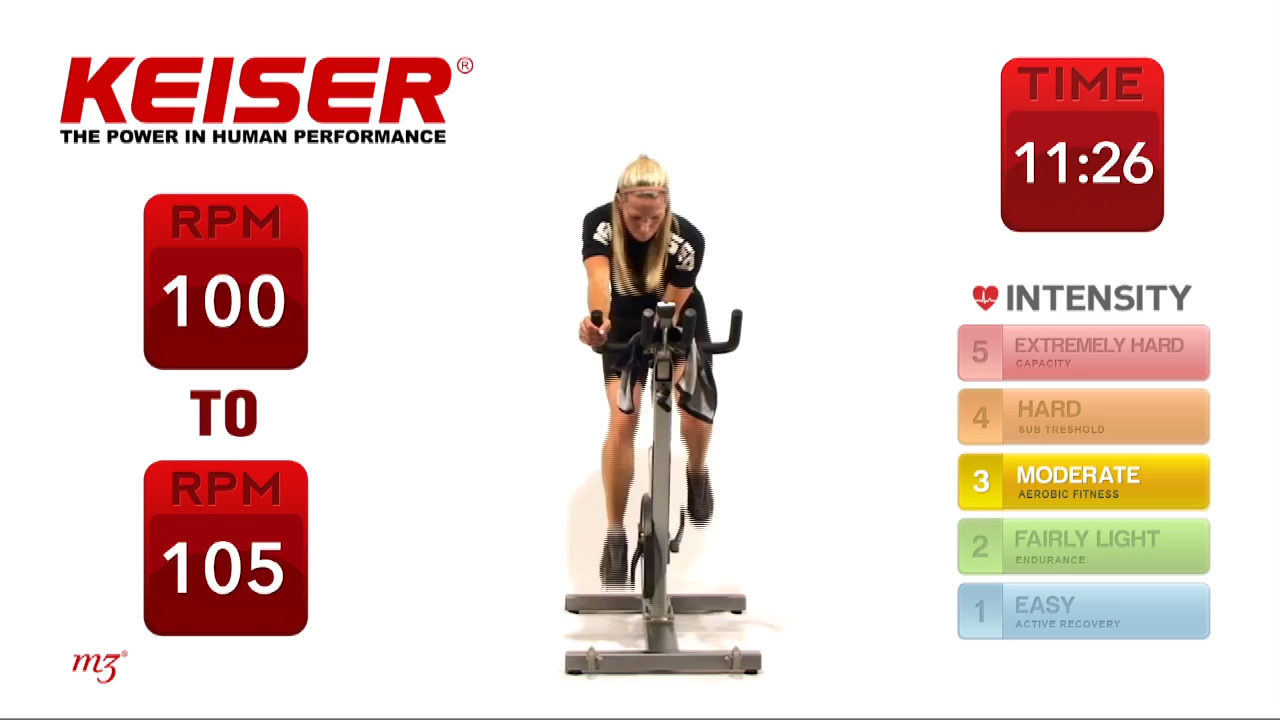 KEISER®
THE POWER IN HUMAN PERFORMANCE
RPM
100
TO
RPM
105
m3®
TIME
11:26
INTENSITY
5 EXTREMELY HARD
CAPACITY
4 HARD
SUB TRESHOLD
3 MODERATE
AEROBIC FITNESS
2 FAIRLY LIGHT
ENDURANCE
1 EASY
ACTIVE RECOVERY